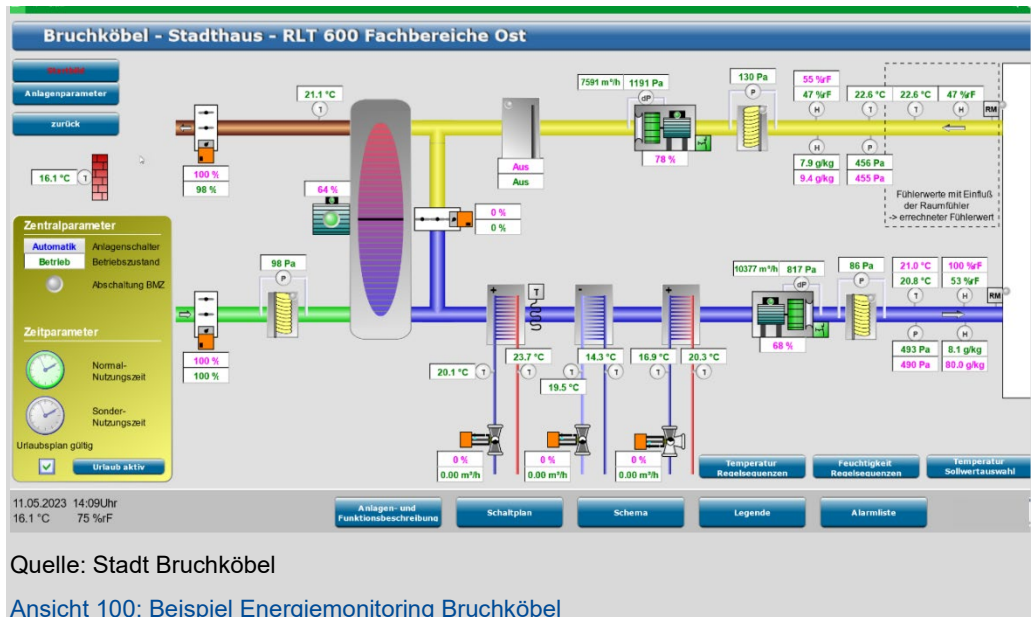 Bruchköbel - Stadthaus - RLT 600 Fachbereiche Ost
Startbild
Anlagenparameter
zurück
21.1 °C
T
7591 m³/h 1191 Pa
dP
130 Pa
P
55 %rF
47 %rF
22.6 °C
22.6 °C
47 %rF
H
T
T
H
RM
78 %
H
P
7.9 g/kg
9.4 g/kg
456 Pa
455 Pa
Fühlerwerte mit Einfluß
der Raumfühler
-> errechneter Fühlerwert
100 %
98 %
16.1 °C
T
64 %
Aus
Aus
0 %
0 %
Zentralparameter
Automatik Anlagenschalter
Betrieb Betriebszustand
Abschaltung BMZ
98 Pa
P
+
T
-
+
10377 m³/h 817 Pa
dP
86 Pa
P
21.0 °C
20.8 °C
100 %rF
53 %rF
T
H
RM
68 %
P
H
493 Pa
490 Pa
8.1 g/kg
80.0 g/kg
100 %
100 %
Zeitparameter
Normal-
Nutzungszeit
Sonder-
Nutzungszeit
Urlaubsplan gültig
Urlaub aktiv
23.7 °C
14.3 °C
16.9 °C
20.3 °C
20.1 °C
T
T
T
T
T
19.5 °C
0 %
0.00 m³/h
0 %
0.00 m³/h
0 %
0.00 m³/h
Temperatur
Regelsequenzen
Feuchtigkeit
Regelsequenzen
Temperatur
Sollwertauswahl
11.05.2023 14:09Uhr
16.1 °C 75 %rF
Anlagen- und
Funktionsbeschreibung
Schaltplan
Schema
Legende
Alarmliste
Quelle: Stadt Bruchköbel
Ansicht 100: Beispiel Energiemonitoring Bruchköbel